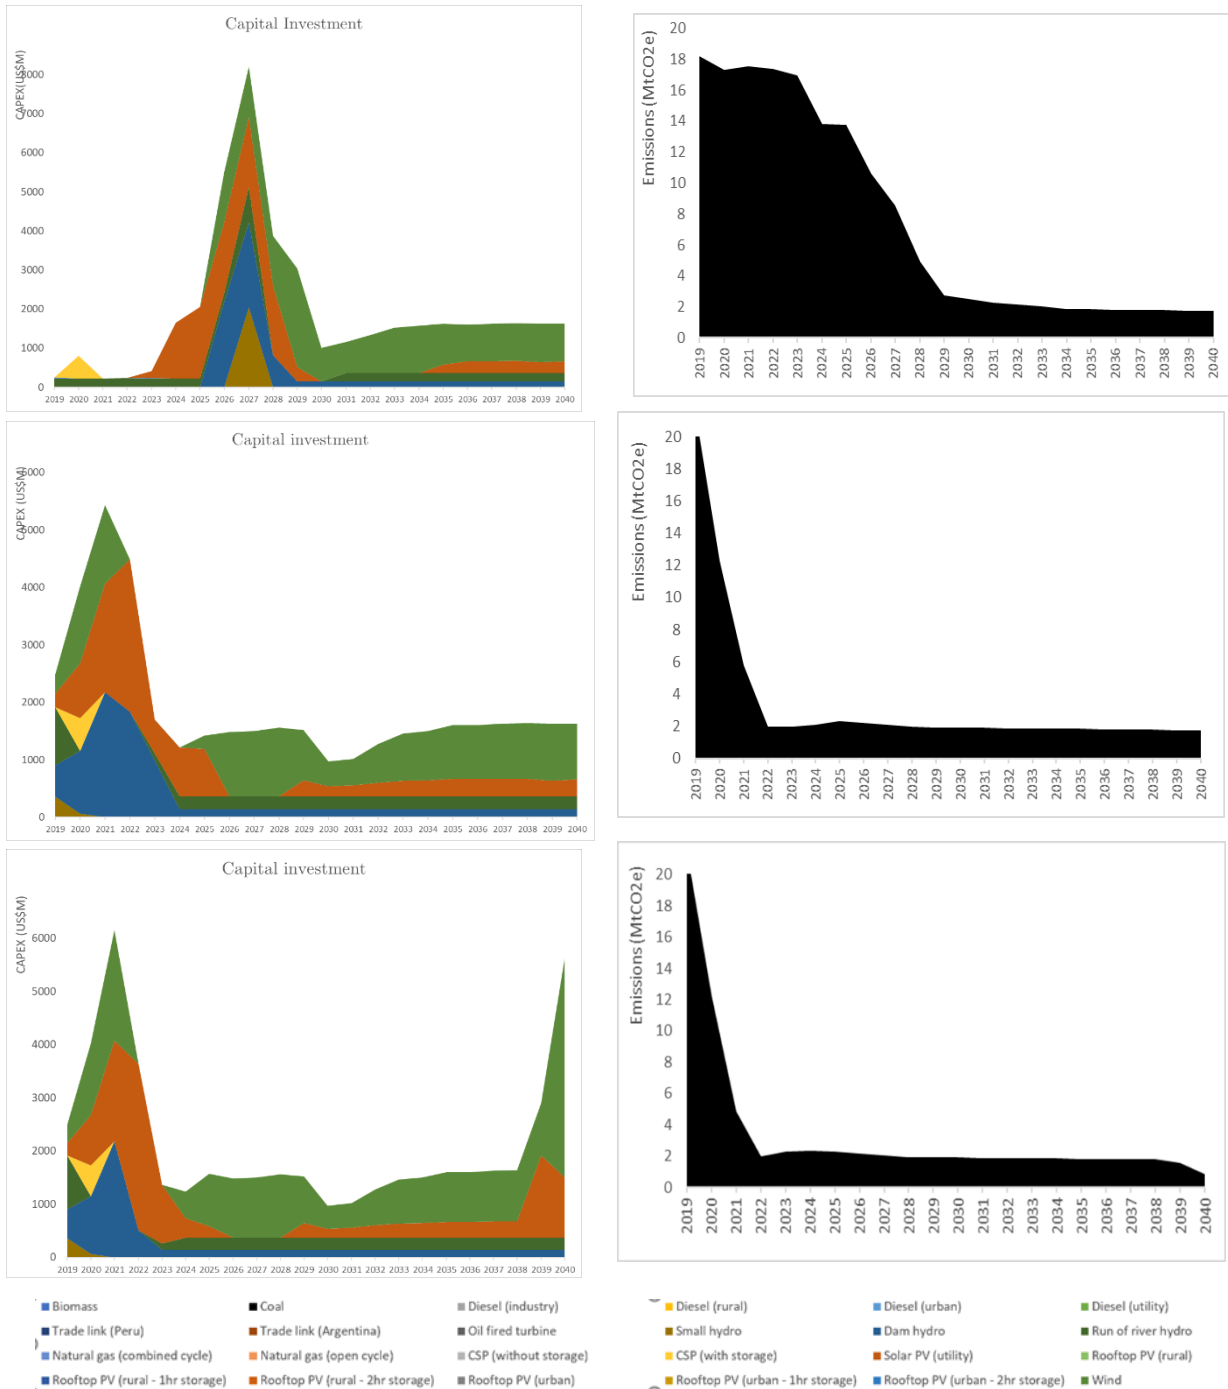 Capital Investment
CAPEX(US$M)
8000
7000
6000
5000
4000
3000
2000
1000
0
2019 2020 2021 2022 2023 2024 2025 2026 2027 2028 2029 2030 2031 2032 2033 2034 2035 2036 2037 2038 2039 2040
Emissions (MtCO2e)
20
18
16
14
12
10
8
6
4
2
0
2019 2020 2021 2022 2023 2024 2025 2026 2027 2028 2029 2030 2031 2032 2033 2034 2035 2036 2037 2038 2039 2040
Capital investment
CAPEX (US$M)
6000
5000
4000
3000
2000
1000
0
2019 2020 2021 2022 2023 2024 2025 2026 2027 2028 2029 2030 2031 2032 2033 2034 2035 2036 2037 2038 2039 2040
Emissions (MtCO2e)
20
18
16
14
12
10
8
6
4
2
0
2019 2020 2021 2022 2023 2024 2025 2026 2027 2028 2029 2030 2031 2032 2033 2034 2035 2036 2037 2038 2039 2040
Capital investment
CAPEX (US$M)
6000
5000
4000
3000
2000
1000
0
2019 2020 2021 2022 2023 2024 2025 2026 2027 2028 2029 2030 2031 2032 2033 2034 2035 2036 2037 2038 2039 2040
Emissions (MtCO2e)
20
18
16
14
12
10
8
6
4
2
0
2019 2020 2021 2022 2023 2024 2025 2026 2027 2028 2029 2030 2031 2032 2033 2034 2035 2036 2037 2038 2039 2040
Biomass Coal Diesel (industry) Diesel (rural) Diesel (urban) Diesel (utility)
Trade link (Peru) Trade link (Argentina) Oil fired turbine Small hydro Dam hydro Run of river hydro
Natural gas (combined cycle) Natural gas (open cycle) CSP (without storage) CSP (with storage) Solar PV (utility) Rooftop PV (rural)
Rooftop PV (rural - 1hr storage) Rooftop PV (rural - 2hr storage) Rooftop PV (urban) Rooftop PV (urban - 1hr storage) Rooftop PV (urban - 2hr storage) Wind